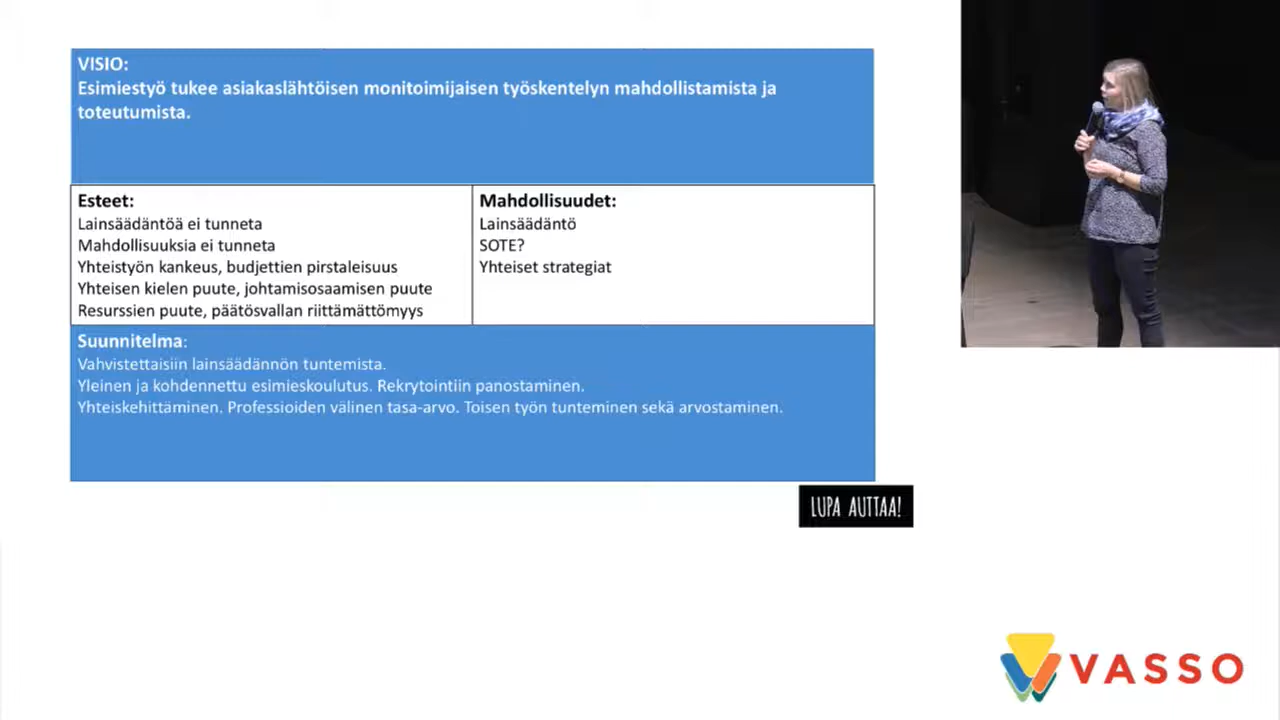 VISIO:
Esimiestyö tukee asiakaslähtöisen monitoimijaisen työskentelyn mahdollistamista ja
toteutumista.
Esteet:
Lainsäädäntöä ei tunneta
Mahdollisuuksia ei tunneta
Yhteistyön kankeus, budjettien pirstaleisuus
Yhteisen kielen puute, johtamisosaamisen puute
Resurssien puute, päätösvallan riittämättömyys
Mahdollisuudet:
Lainsäädäntö
SOTE?
Yhteiset strategiat
Suunnitelma:
Vahvistettaisiin lainsäädännön tuntemista.
Yleinen ja kohdennettu esimieskoulutus. Rekrytointiin panostaminen.
Yhteiskehittäminen. Professioiden välinen tasa-arvo. Toisen työn tunteminen sekä arvostaminen.
LUPA AUTTAA!
VASSO